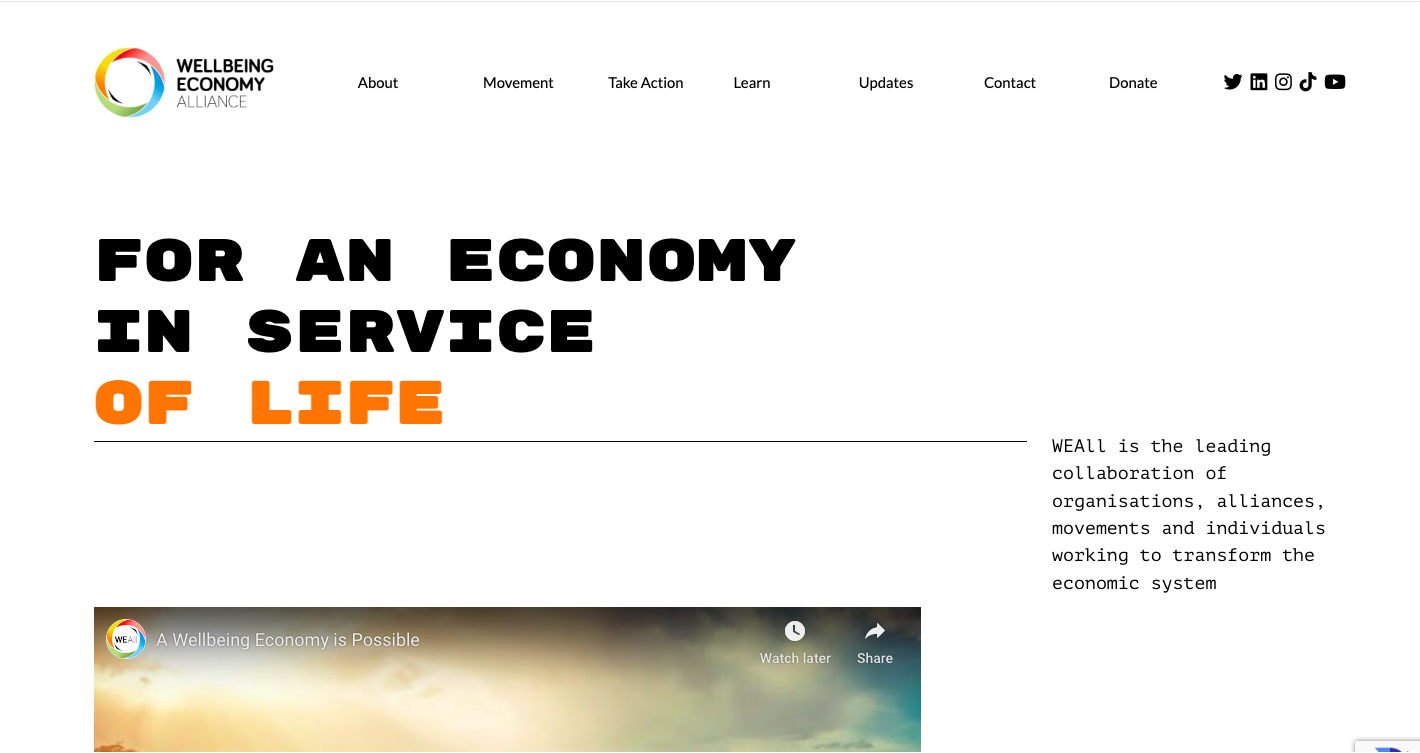 WELLBEING
ECONOMY
ALLIANCE
About Movement Take Action Learn Updates Contact Donate
FOR AN ECONOMY
IN SERVICE
OF LIFE
WEAll is the leading
collaboration of
organisations, alliances,
movements and individuals
working to transform the
economic system
WEAll A Wellbeing Economy is Possible
Watch later Share